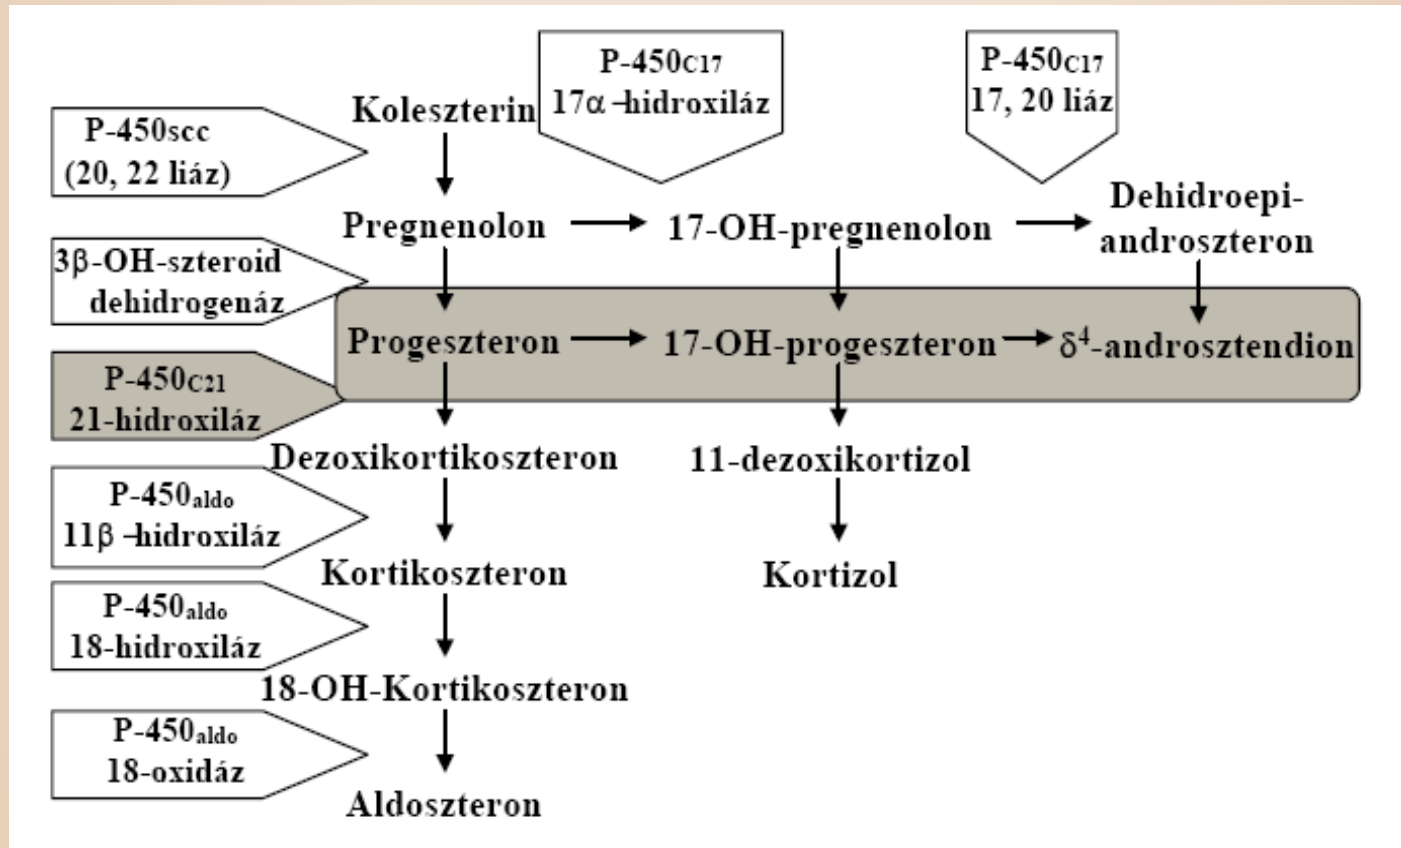 P-450C17
17α-hidroxiláz
P-450C17
17, 20 liáz
P-450scc
(20, 22 liáz)
Koleszterin
Pregnenolon
17-OH-pregnenolon
Dehidroepi-
androszteron
3β-OH-szteroid
dehidrogenáz
Progeszteron
17-OH-progeszteron
δ⁴-androsztendion
P-450C21
21-hidroxiláz
Dezoxikortikoszteron
11-dezoxikortizol
P-450aldo
11β-hidroxiláz
Kortikoszteron
Kortizol
P-450aldo
18-hidroxiláz
18-OH-Kortikoszteron
P-450aldo
18-oxidáz
Aldoszteron